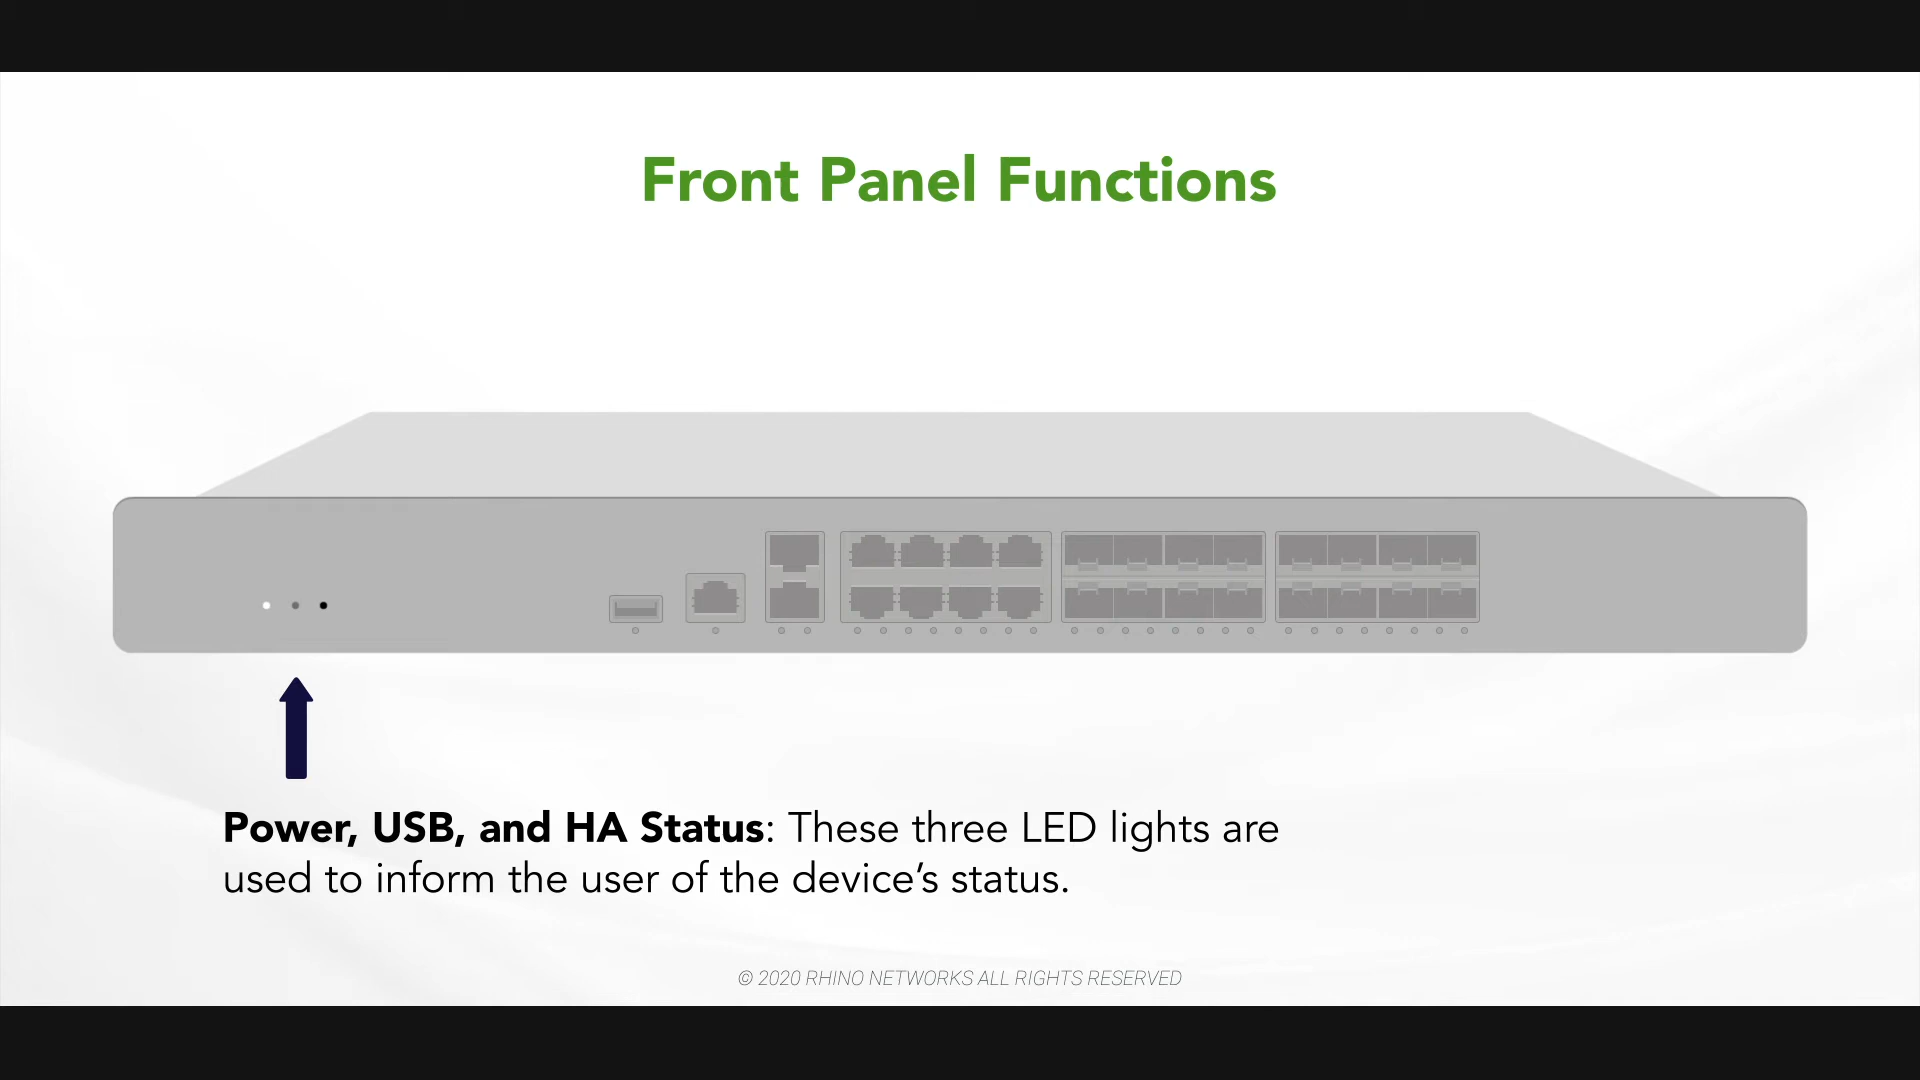 Front Panel Functions
Power, USB, and HA Status: These three LED lights are
used to inform the user of the device’s status.
© 2020 RHINO NETWORKS ALL RIGHTS RESERVED